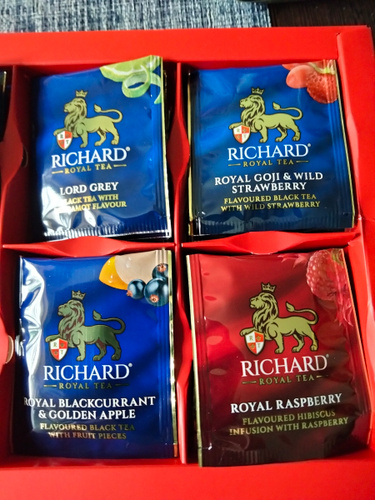 RICHARD®
ROYAL TEA
LORD GREY
BLACK TEA WITH
BERGAMOT FLAVOUR
RICHARD®
ROYAL TEA
ROYAL GOJI & WILD
STRAWBERRY
FLAVOURED BLACK TEA
WITH WILD STRAWBERRY
RICHARD®
ROYAL TEA
ROYAL BLACKCURRANT
& GOLDEN APPLE
FLAVOURED BLACK TEA
WITH FRUIT PIECES
RICHARD®
ROYAL TEA
ROYAL RASPBERRY
FLAVOURED HIBISCUS
INFUSION WITH RASPBERRY